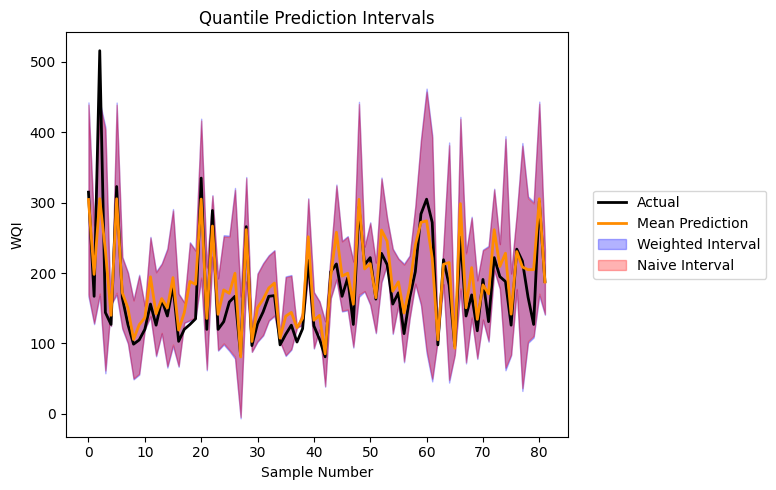 Quantile Prediction Intervals
500
400
300
200
100
0
WQI
0 10 20 30 40 50 60 70 80
Sample Number
Actual
Mean Prediction
Weighted Interval
Naive Interval